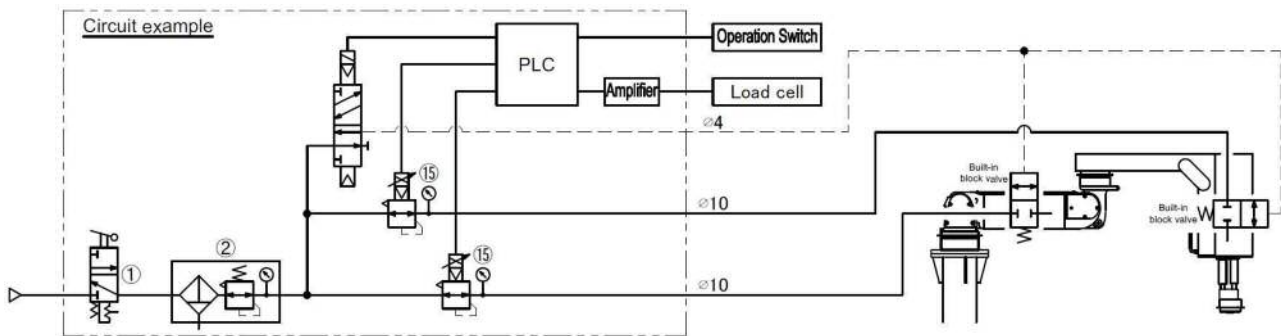 Circuit example
PLC
Operation Switch
Amplifier
Load cell
∅4
⑮
Built-in
block valve
∅10
Built-in
block valve
①
②
⑮
∅10